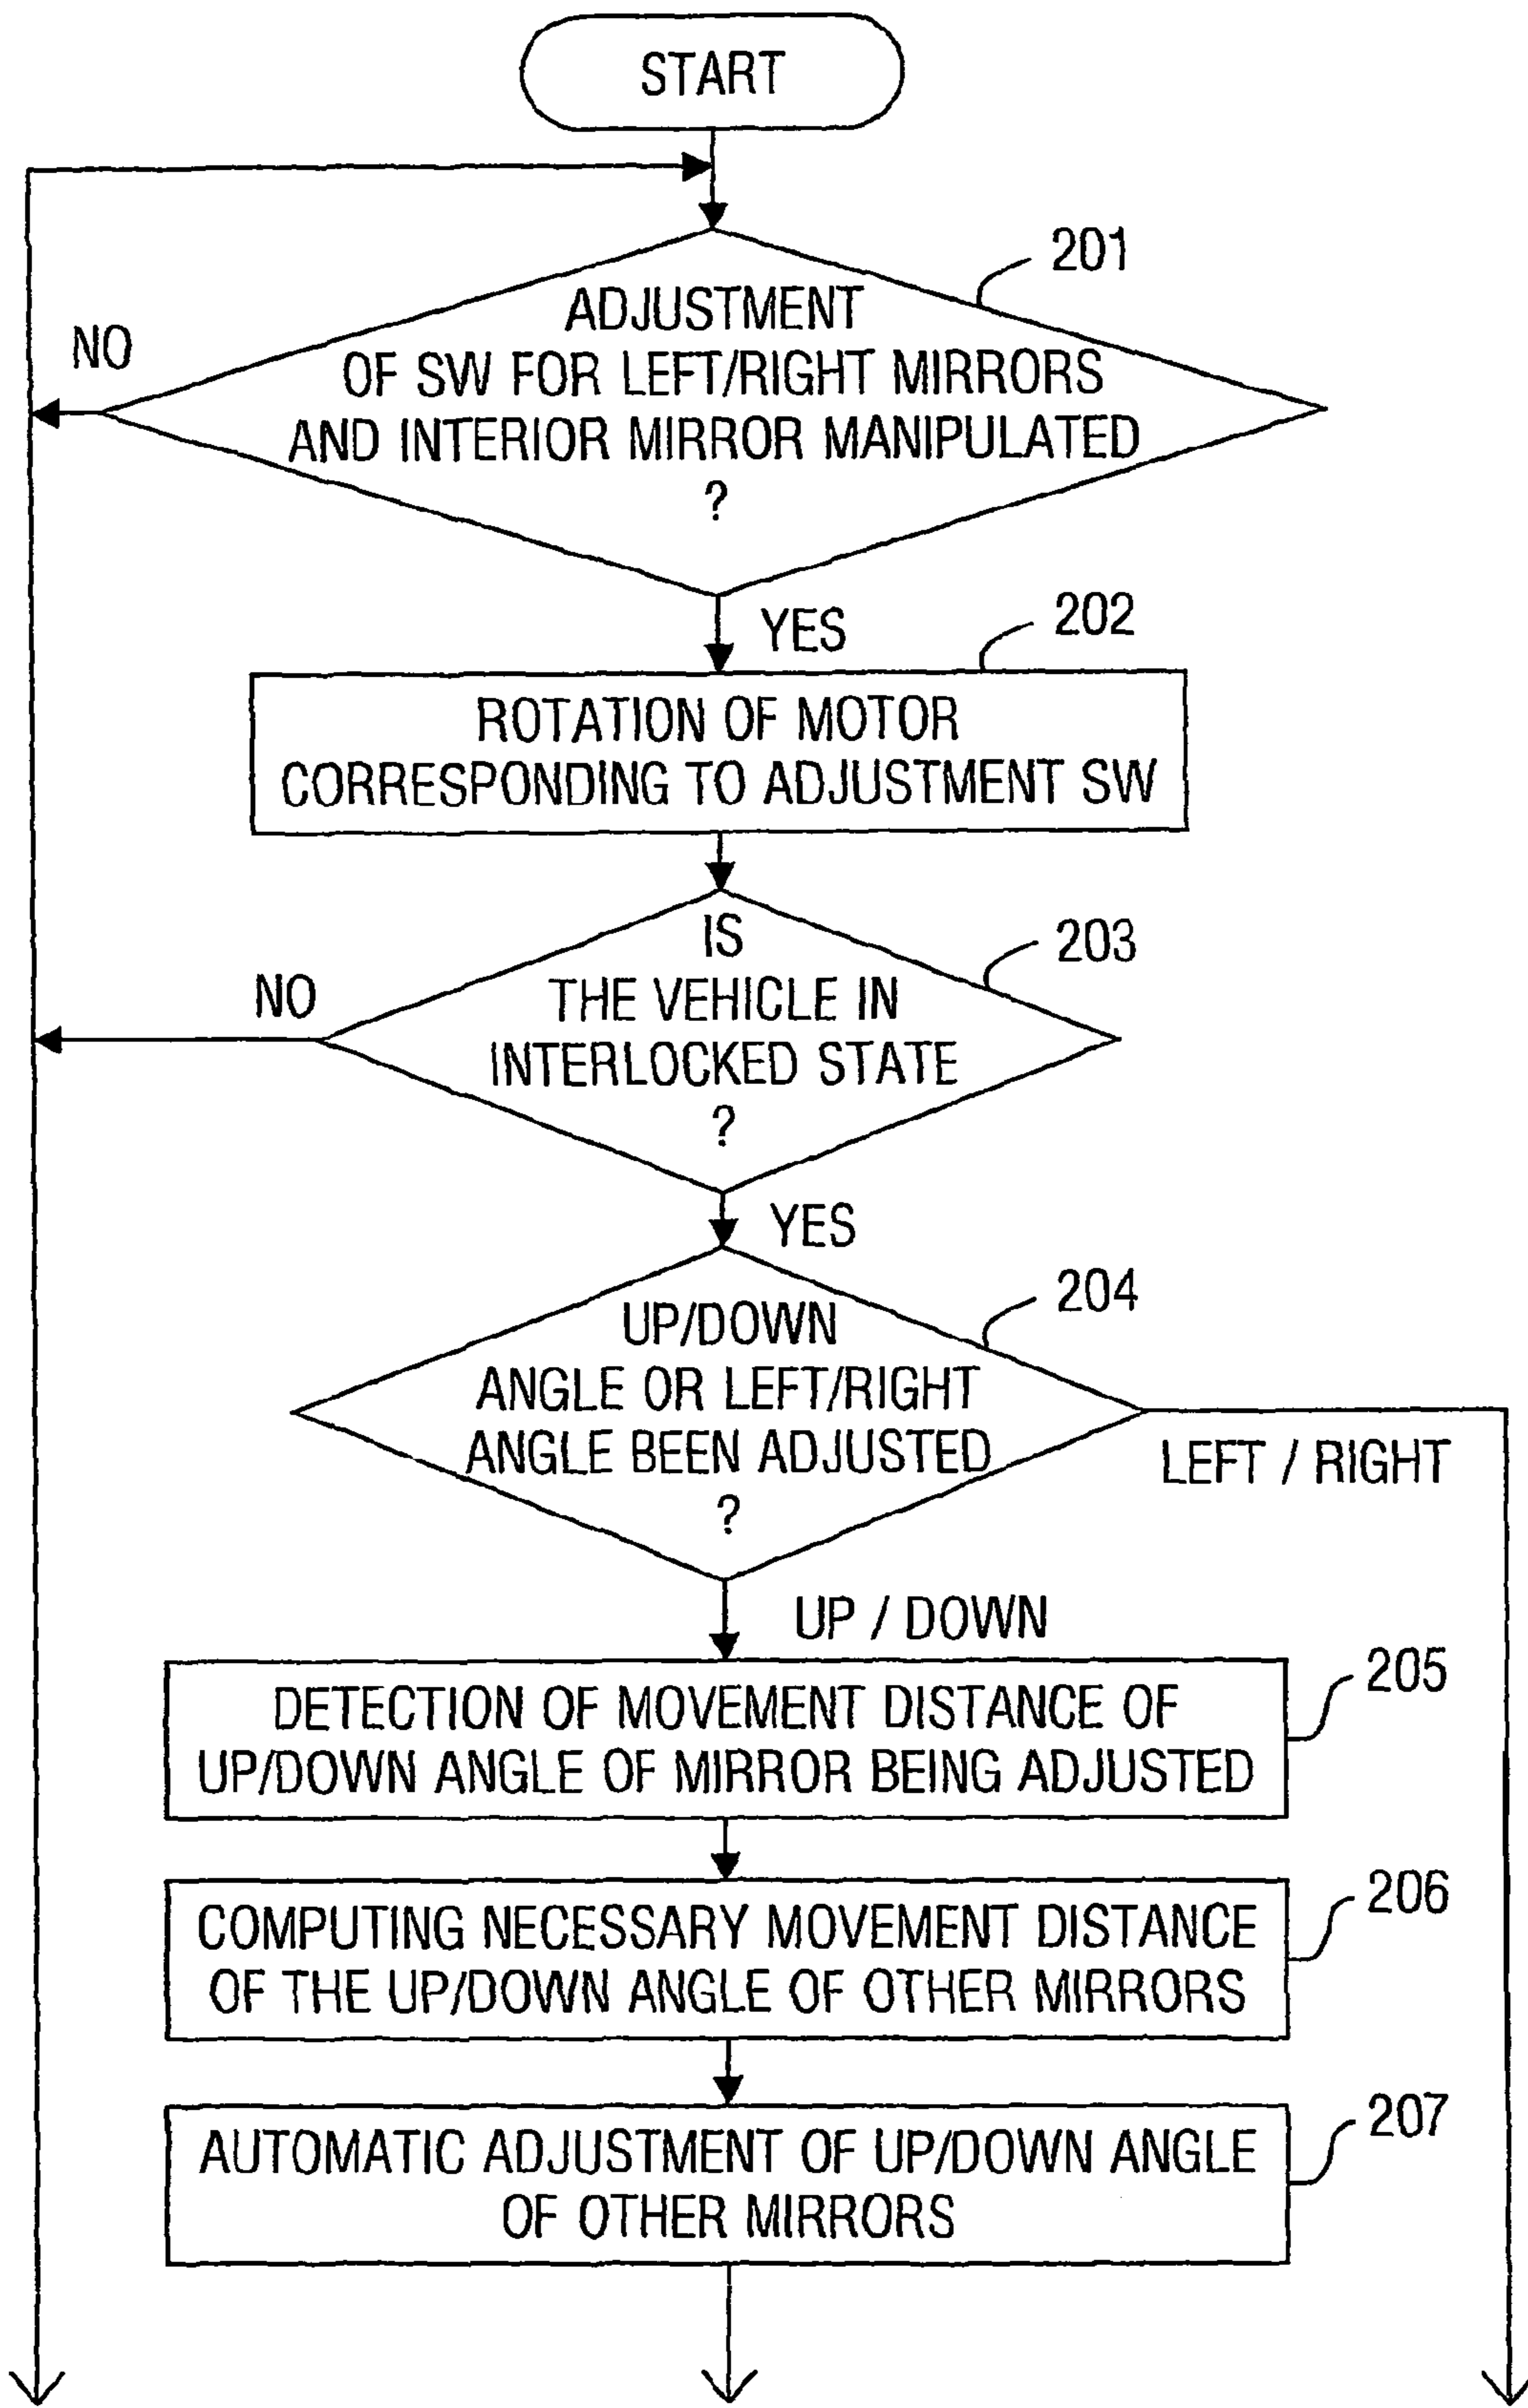 START
201
ADJUSTMENT
OF SW FOR LEFT/RIGHT MIRRORS
AND INTERIOR MIRROR MANIPULATED
?
NO
YES
202
ROTATION OF MOTOR
CORRESPONDING TO ADJUSTMENT SW
203
IS
THE VEHICLE IN
INTERLOCKED STATE
?
NO
YES
204
UP/DOWN
ANGLE OR LEFT/RIGHT
ANGLE BEEN ADJUSTED
?
LEFT / RIGHT
UP / DOWN
205
DETECTION OF MOVEMENT DISTANCE OF
UP/DOWN ANGLE OF MIRROR BEING ADJUSTED
206
COMPUTING NECESSARY MOVEMENT DISTANCE
OF THE UP/DOWN ANGLE OF OTHER MIRRORS
207
AUTOMATIC ADJUSTMENT OF UP/DOWN ANGLE
OF OTHER MIRRORS